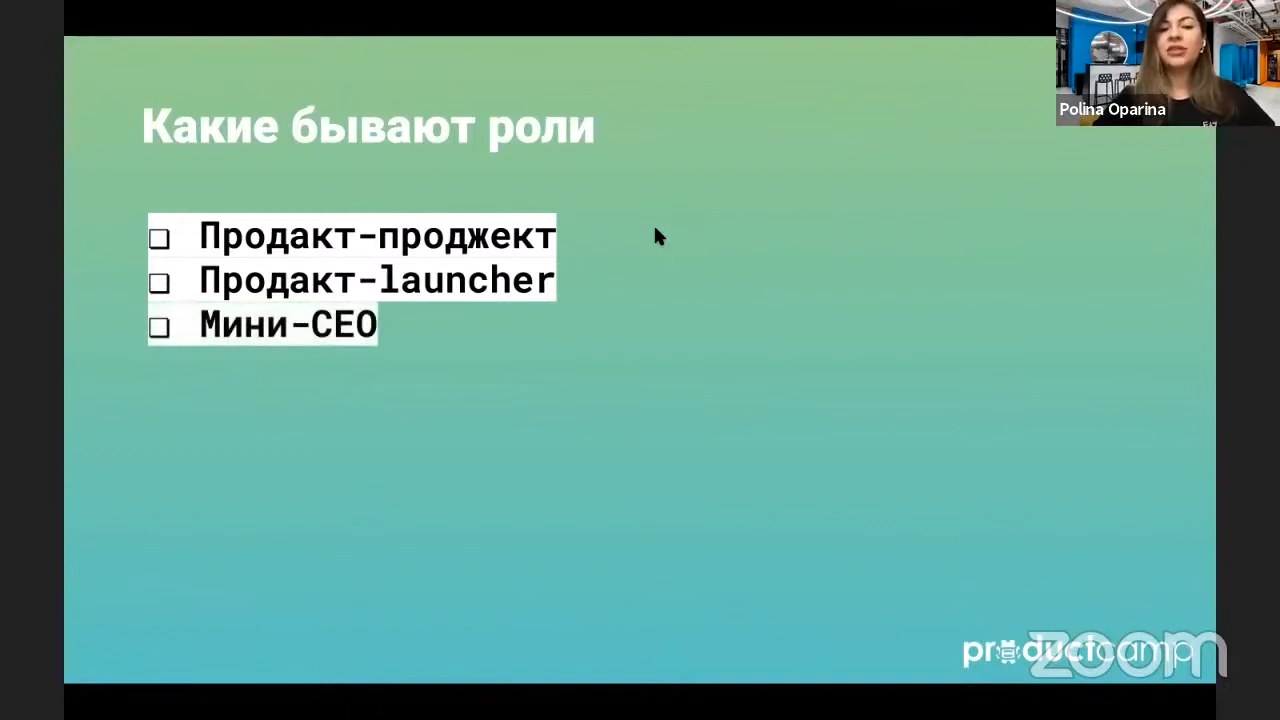 Polina Oparina
Какие бывают роли
❏ Продакт-проджект
❏ Продакт-launcher
❏ Мини-CEO
productcamp
zoom